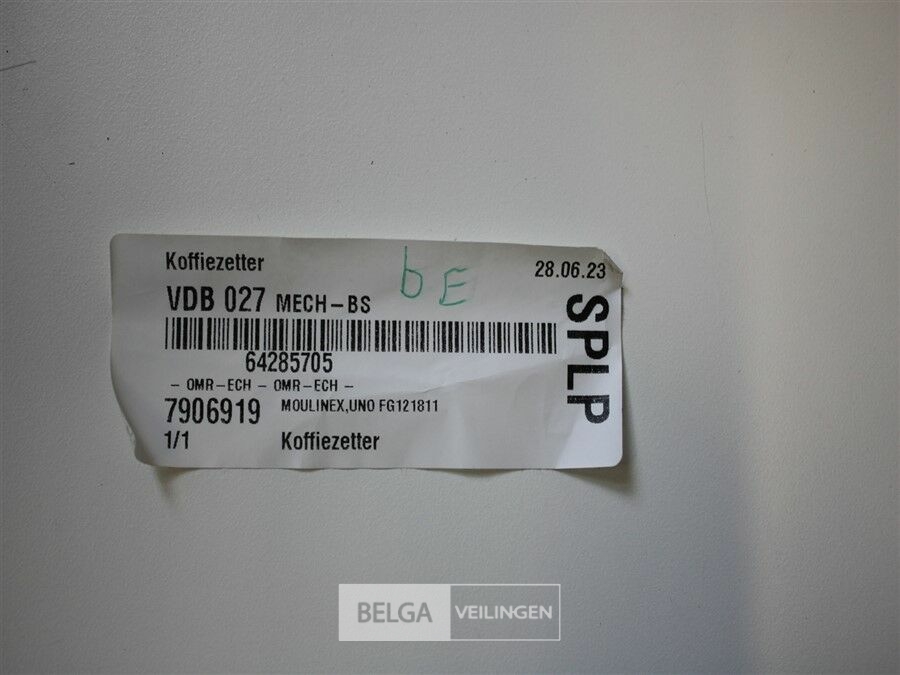 Koffiezetter
bE
28.06.23
VDB 027 MECH-BS
SPLP
64285705
- OMR-ECH - OMR-ECH -
7906919 MOULINEX,UNO FG121811
1/1 Koffiezetter
BELGA VEILINGEN